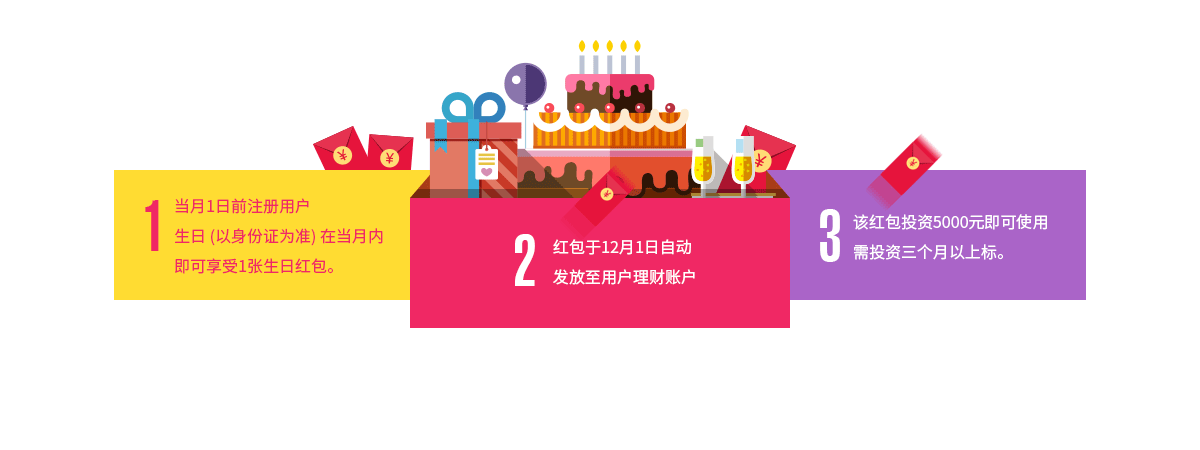 1
当月1日前注册用户
生日 (以身份证为准) 在当月内
即可享受1张生日红包。
2
红包于12月1日自动
发放至用户理财账户
3
该红包投资5000元即可使用
需投资三个月以上标。